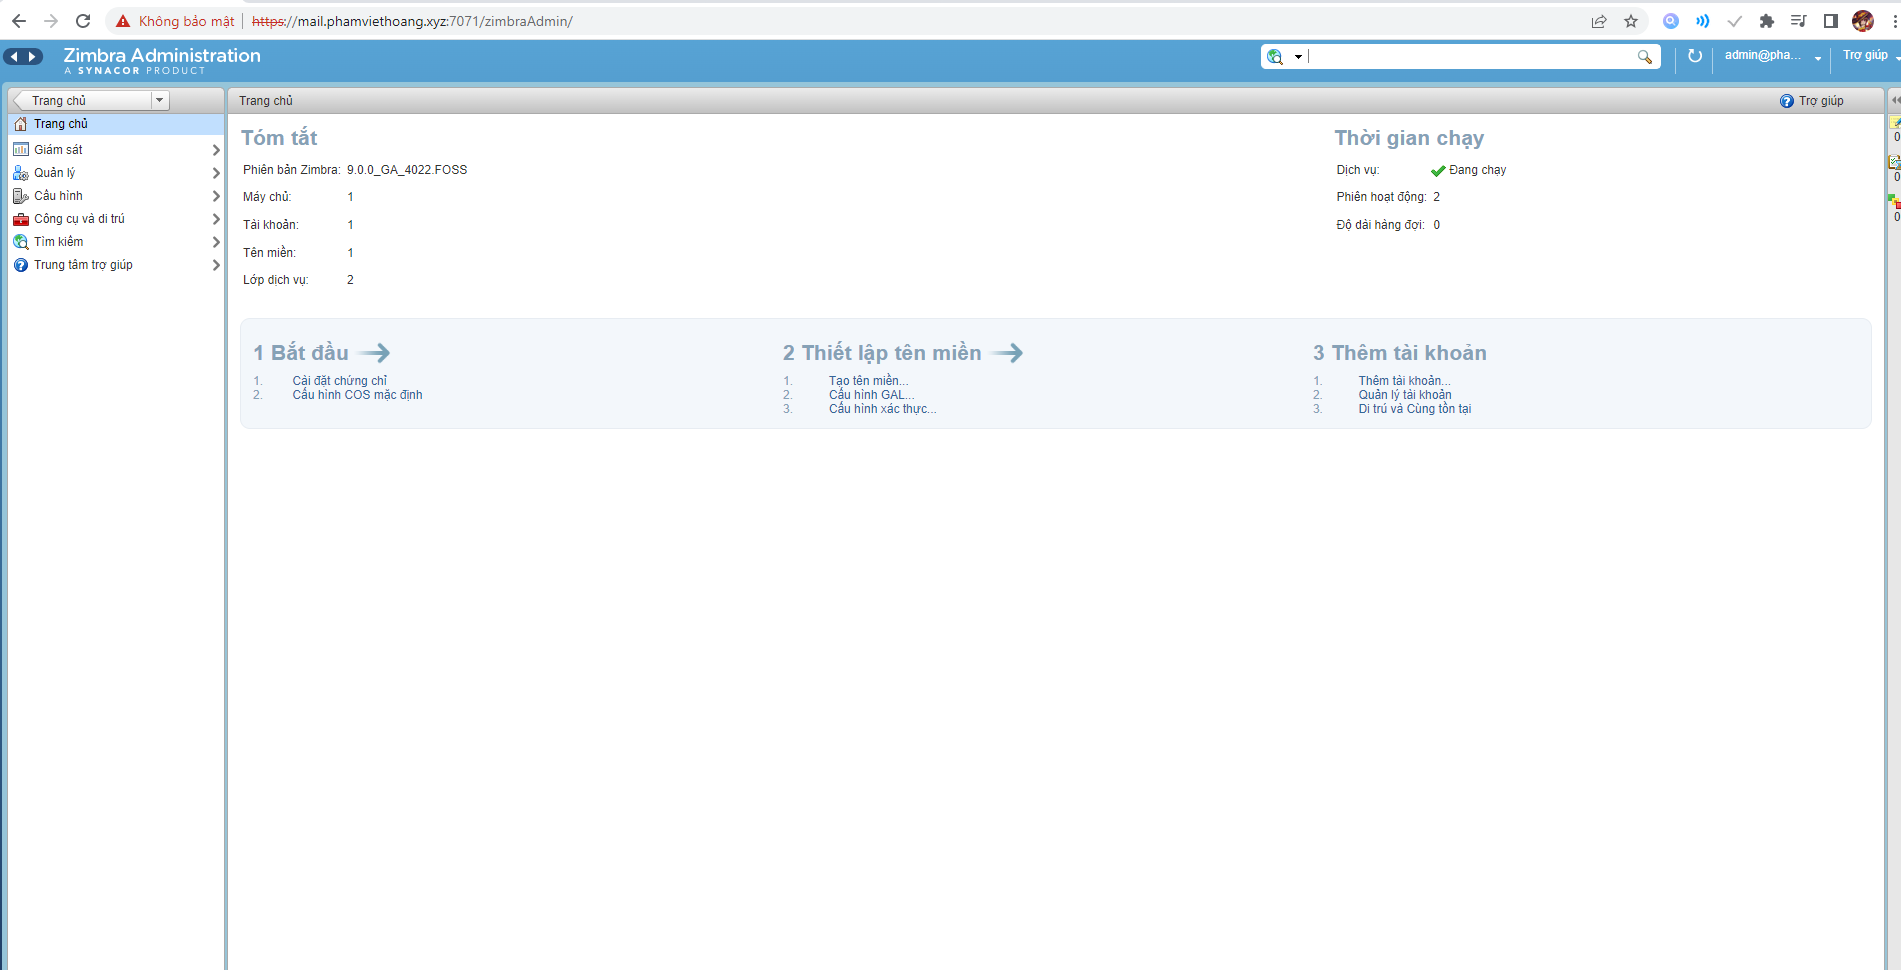 Không bảo mật
https://mail.phamviethoang.xyz:7071/zimbraAdmin/
Zimbra Administration
A SYNACOR PRODUCT
admin@pha...
Trợ giúp
Trang chủ
Trang chủ
Trợ giúp
Trang chủ
Giám sát
Quản lý
Cấu hình
Công cụ và di trú
Tìm kiếm
Trung tâm trợ giúp
Tóm tắt
Phiên bản Zimbra: 9.0.0_GA_4022.FOSS
Máy chủ: 1
Tài khoản: 1
Tên miền: 1
Lớp dịch vụ: 2
Thời gian chạy
Dịch vụ: Đang chạy
Phiên hoạt động: 2
Độ dài hàng đợi: 0
1 Bắt đầu
1. Cài đặt chứng chỉ
2. Cấu hình COS mặc định
2 Thiết lập tên miền
1. Tạo tên miền...
2. Cấu hình GAL...
3. Cấu hình xác thực...
3 Thêm tài khoản
1. Thêm tài khoản...
2. Quản lý tài khoản
3. Di trú và Cùng tồn tại
0
0
0